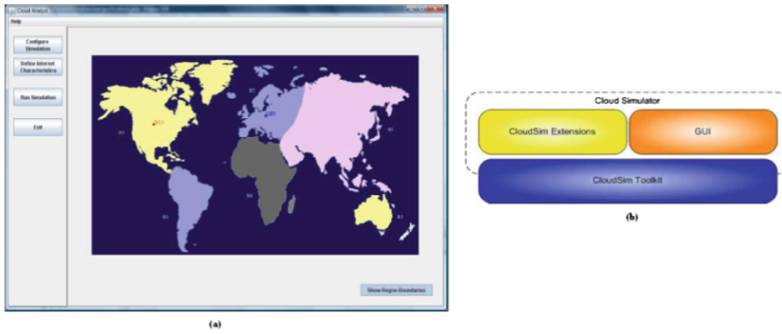 Cloud Analyst
Help
Configure
Simulation
Define Internet
Characteristics
Run Simulation
Exit
Show Region Boundaries
(a)
Cloud Simulator
CloudSim Extensions
GUI
CloudSim Toolkit
(b)